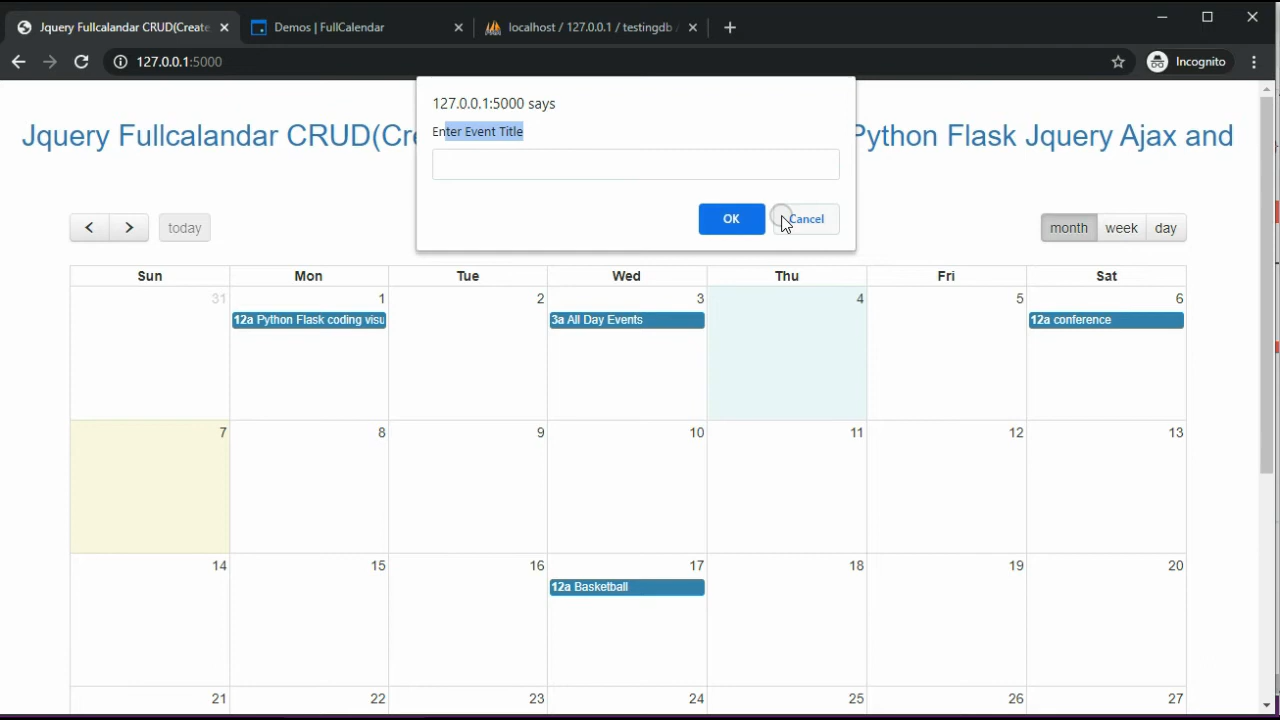 Jquery Fullcalandar CRUD(Create
Demos | FullCalendar
localhost / 127.0.0.1 / testingdb /
127.0.0.1:5000
Incognito
127.0.0.1:5000 says
Enter Event Title
OK
Cancel
Jquery Fullcalandar CRUD(Cre
Python Flask Jquery Ajax and
today
month week day
Sun Mon Tue Wed Thu Fri Sat
31 1 2 3 4 5 6
12a Python Flask coding visu
3a All Day Events
12a conference
7 8 9 10 11 12 13
14 15 16 17 18 19 20
12a Basketball
21 22 23 24 25 26 27